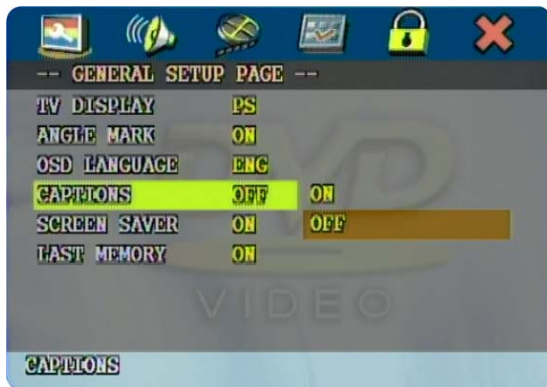 -- GENERAL SETUP PAGE --
TV DISPLAY PS
ANGLE MARK ON
OSD LANGUAGE ENG
CAPTIONS OFF ON
SCREEN SAVER ON OFF
LAST MEMORY ON
DVD
VIDEO
CAPTIONS